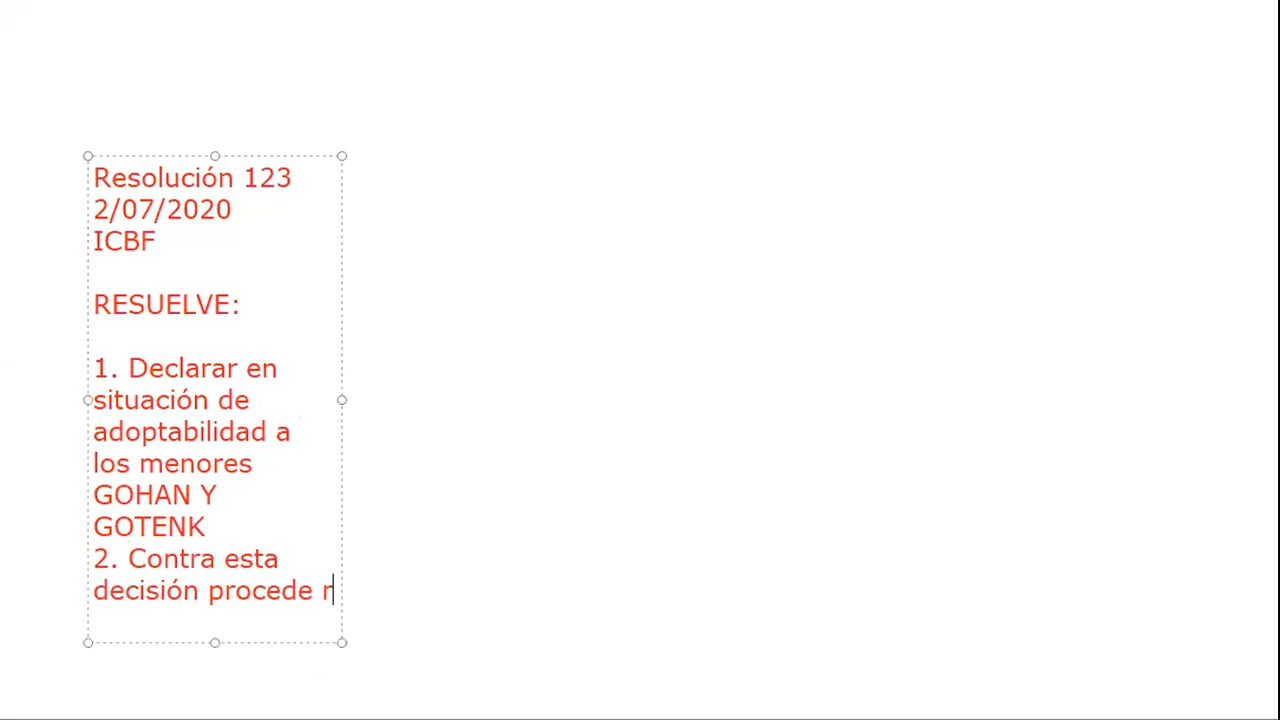 Resolución 123
2/07/2020
ICBF
RESUELVE:
1. Declarar en
situación de
adoptabilidad a
los menores
GOHAN Y
GOTENK
2. Contra esta
decisión procede r